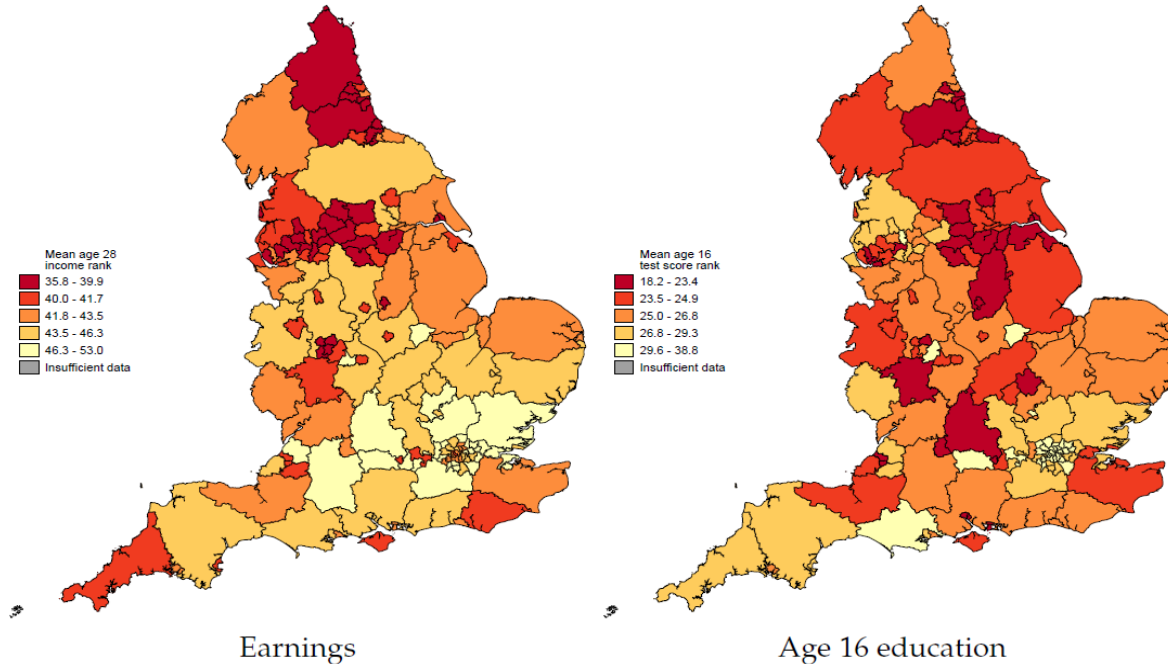 Mean age 28
income rank
35.8 - 39.9
40.0 - 41.7
41.8 - 43.5
43.5 - 46.3
46.3 - 53.0
Insufficient data
Earnings
Mean age 16
test score rank
18.2 - 23.4
23.5 - 24.9
25.0 - 26.8
26.8 - 29.3
29.6 - 38.8
Insufficient data
Age 16 education